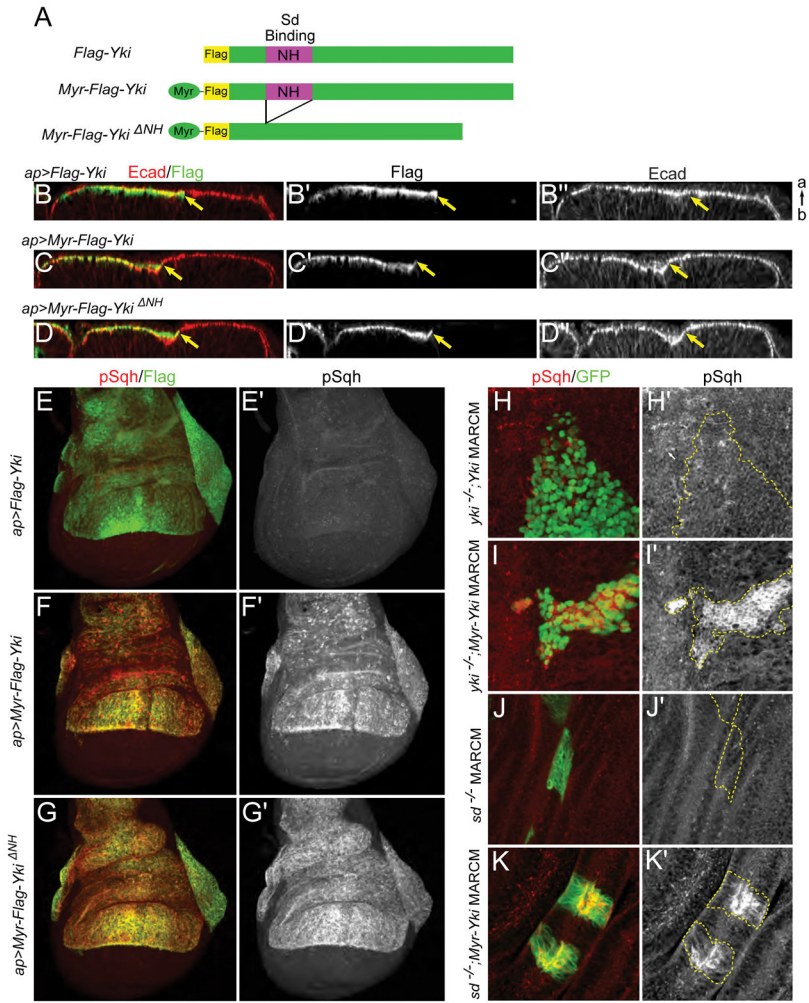 A
Sd
Binding
Flag-Yki Flag NH
Myr-Flag-Yki Myr Flag NH
Myr-Flag-Yki ΔNH Myr Flag
ap>Flag-Yki Ecad/Flag Flag Ecad
B B' B'' a
b
ap>Myr-Flag-Yki
C C' C''
ap>Myr-Flag-Yki ΔNH
D D' D''
pSqh/Flag pSqh
ap>Flag-Yki E E'
ap>Myr-Flag-Yki F F'
ap>Myr-Flag-Yki ΔNH G G'
pSqh/GFP pSqh
yki -/-;Yki MARCM H H'
yki -/-;Myr-Yki MARCM I I'
sd -/- MARCM J J'
sd -/-;Myr-Yki MARCM K K'